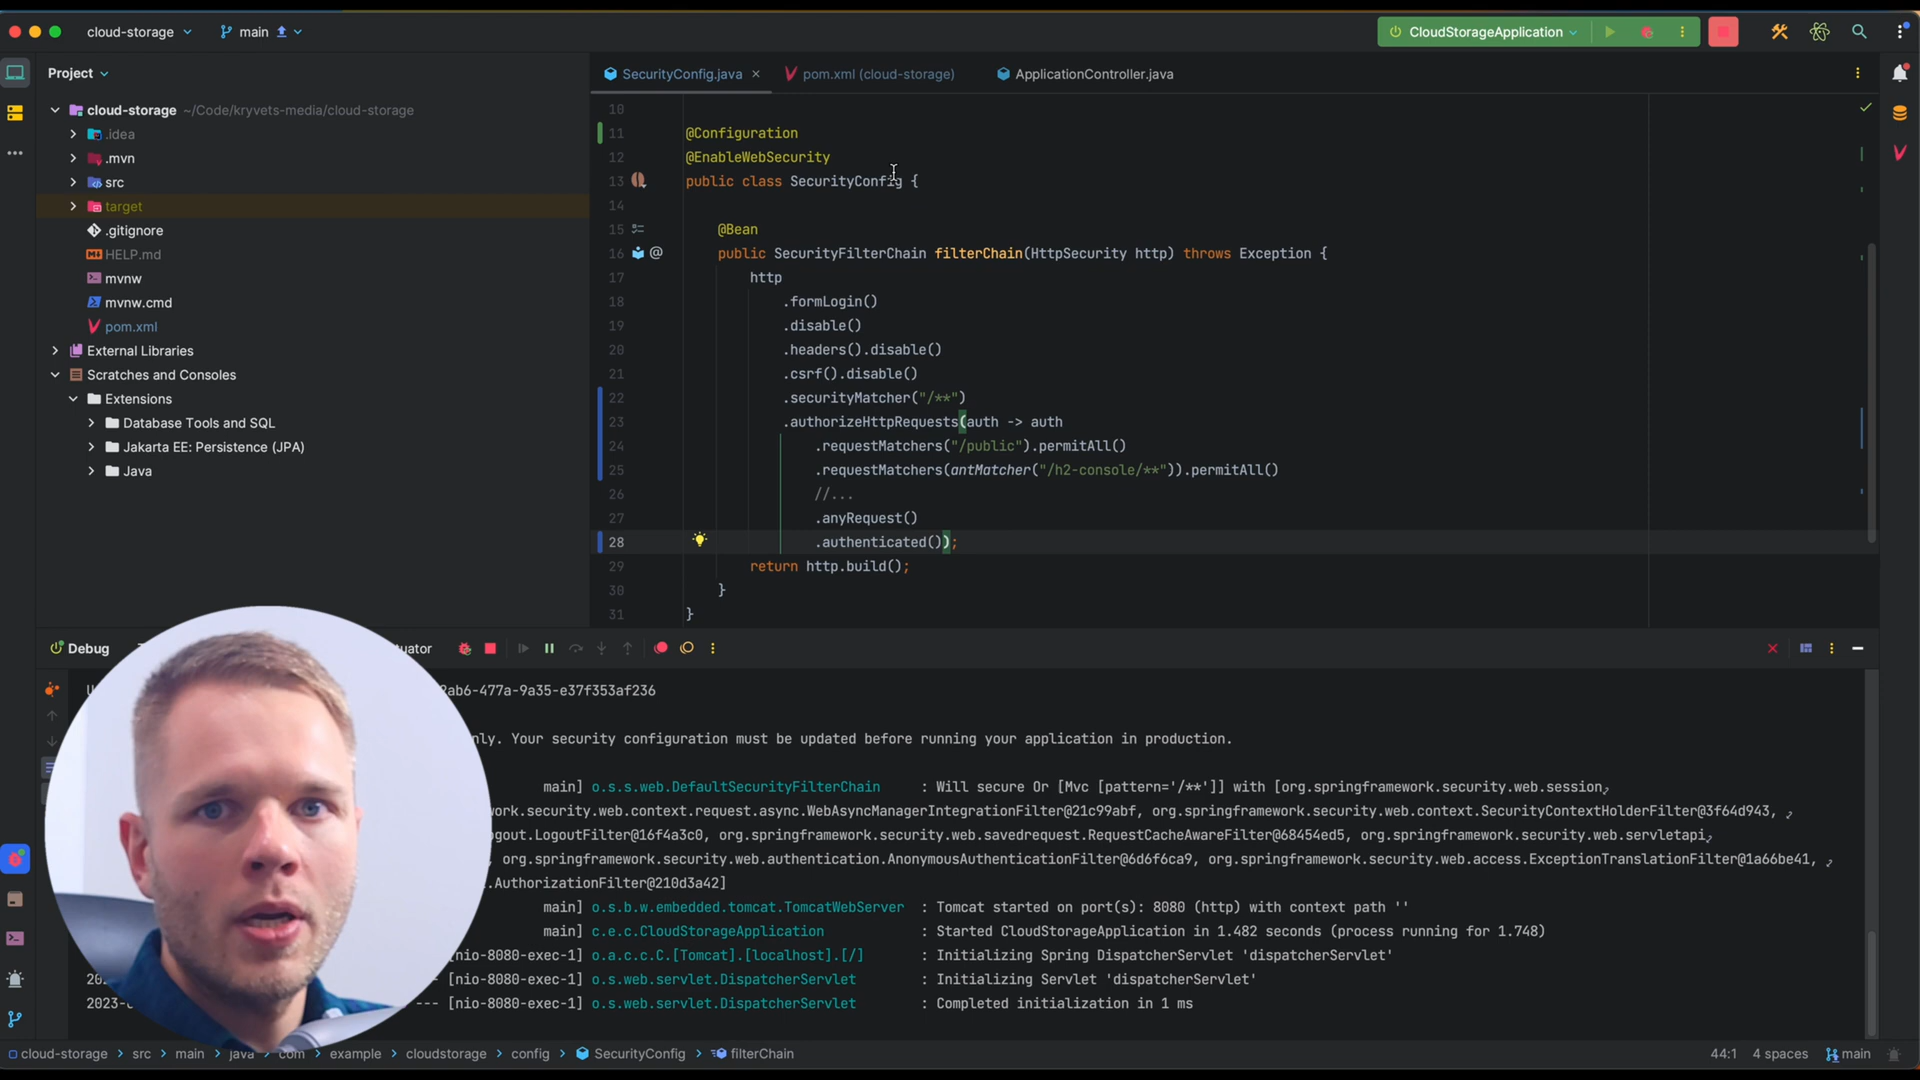 cloud-storage
main
CloudStorageApplication
Project
SecurityConfig.java
pom.xml (cloud-storage)
ApplicationController.java
cloud-storage ~/Code/kryvets-media/cloud-storage
.idea
.mvn
src
target
.gitignore
HELP.md
mvnw
mvnw.cmd
pom.xml
External Libraries
Scratches and Consoles
Extensions
Database Tools and SQL
Jakarta EE: Persistence (JPA)
Java
10
11 @Configuration
12 @EnableWebSecurity
13 public class SecurityConfig {
14
15 @Bean
16 public SecurityFilterChain filterChain(HttpSecurity http) throws Exception {
17 http
18 .formLogin()
19 .disable()
20 .headers().disable()
21 .csrf().disable()
22 .securityMatcher("/**")
23 .authorizeHttpRequests(auth -> auth
24 .requestMatchers("/public").permitAll()
25 .requestMatchers(antMatcher("/h2-console/**")).permitAll()
26 //...
27 .anyRequest()
28 .authenticated());
29 return http.build();
30 }
31 }
Debug
ab6-477a-9a35-e37f353af236
nly. Your security configuration must be updated before running your application in production.
main] o.s.s.web.DefaultSecurityFilterChain : Will secure Or [Mvc [pattern='/**']] with [org.springframework.security.web.session
rk.security.web.context.request.async.WebAsyncManagerIntegrationFilter@21c99abf, org.springframework.security.web.context.SecurityContextHolderFilter@3f64d943,
ogout.LogoutFilter@16f4a3c0, org.springframework.security.web.savedrequest.RequestCacheAwareFilter@68454ed5, org.springframework.security.web.servletapi
, org.springframework.security.web.authentication.AnonymousAuthenticationFilter@6d6f6ca9, org.springframework.security.web.access.ExceptionTranslationFilter@1a66be41,
.AuthorizationFilter@210d3a42]
main] o.s.b.w.embedded.tomcat.TomcatWebServer : Tomcat started on port(s): 8080 (http) with context path ''
main] c.e.c.CloudStorageApplication : Started CloudStorageApplication in 1.482 seconds (process running for 1.748)
[nio-8080-exec-1] o.a.c.c.C.[Tomcat].[localhost].[/] : Initializing Spring DispatcherServlet 'dispatcherServlet'
202 --- [nio-8080-exec-1] o.s.web.servlet.DispatcherServlet : Initializing Servlet 'dispatcherServlet'
2023- --- [nio-8080-exec-1] o.s.web.servlet.DispatcherServlet : Completed initialization in 1 ms
cloud-storage > src > main > java > com > example > cloudstorage > config > SecurityConfig > filterChain
44:1 4 spaces main